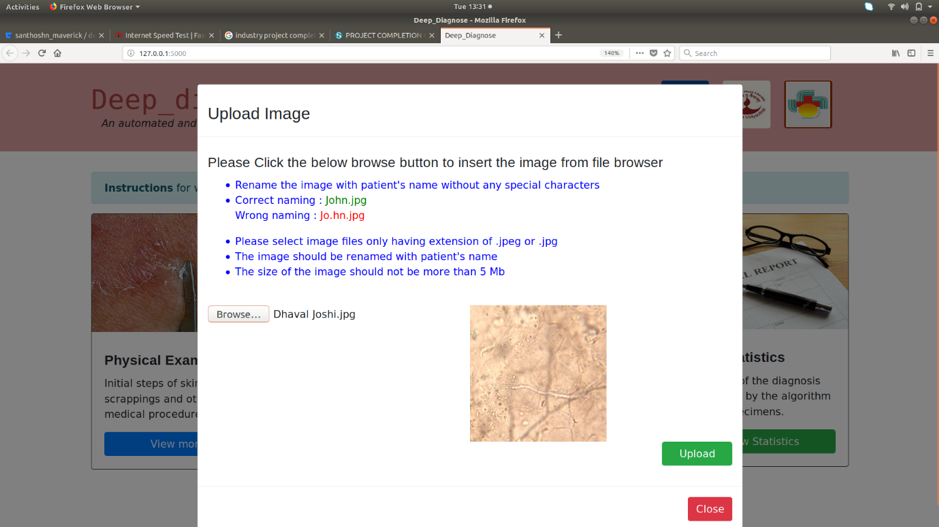 Activities Firefox Web Browser Tue 13:31
Deep_Diagnose - Mozilla Firefox
santhoshn_maverick / d Internet Speed Test | Fa industry project comple PROJECT COMPLETION Deep_Diagnose
127.0.0.1:5000 140% Search
Deep_di
An automated and
Upload Image
Please Click the below browse button to insert the image from file browser
Instructions for
• Rename the image with patient's name without any special characters
• Correct naming : John.jpg
Wrong naming : Jo.hn.jpg
• Please select image files only having extension of .jpeg or .jpg
• The image should be renamed with patient's name
• The size of the image should not be more than 5 Mb
REPORT
Browse... Dhaval Joshi.jpg
Physical Exam
Initial steps of skin
scrappings and ot
medical procedure
View mor
atistics
of the diagnosis
by the algorithm
ecimens.
w Statistics
Upload
Close